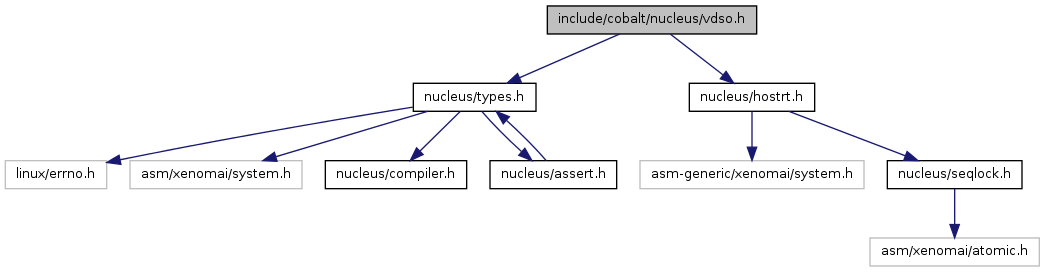 include/cobalt/nucleus/vdso.h
nucleus/types.h
nucleus/hostrt.h
linux/errno.h
asm/xenomai/system.h
nucleus/compiler.h
nucleus/assert.h
asm-generic/xenomai/system.h
nucleus/seqlock.h
asm/xenomai/atomic.h